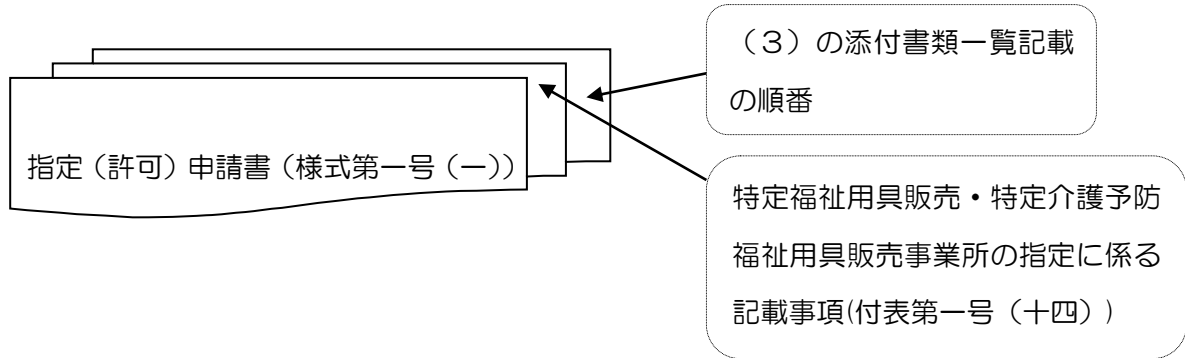 （３）の添付書類一覧記載
の順番
指定（許可）申請書（様式第一号（一））
特定福祉用具販売・特定介護予防
福祉用具販売事業所の指定に係る
記載事項(付表第一号（十四）)